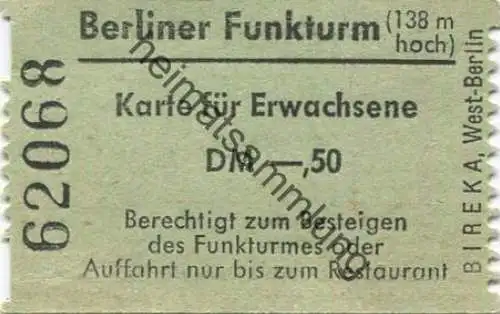 Berliner Funkturm (138 m
hoch)
Karte für Erwachsene
DM —,50
Berechtigt zum Besteigen
des Funkturmes oder
Auffahrt nur bis zum Restaurant
62068
BIREKA, West-Berlin
heimatsammlung